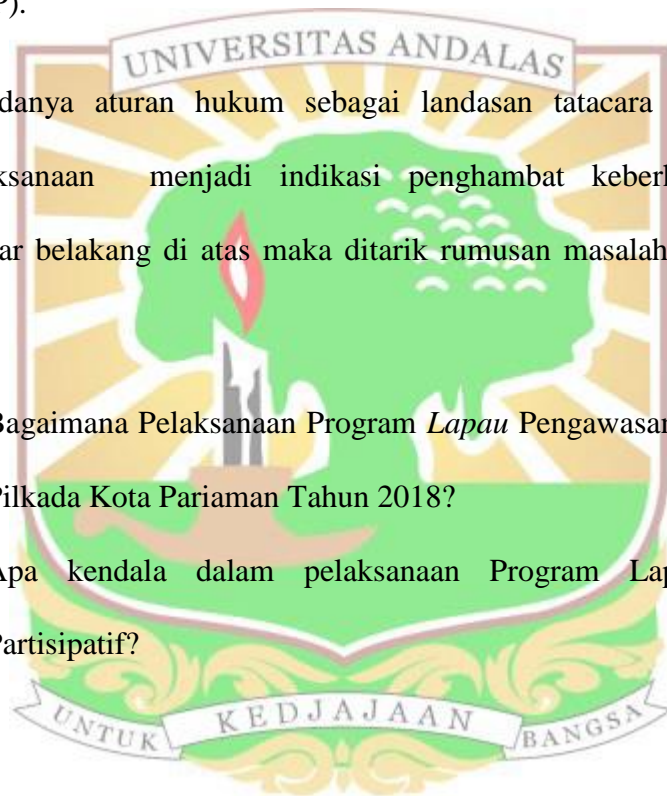 P).
UNIVERSITAS ANDALAS
danya aturan hukum sebagai landasan tatacara
ksanaan menjadi indikasi penghambat keberl
ar belakang di atas maka ditarik rumusan masalah
Bagaimana Pelaksanaan Program Lapau Pengawasan
Pilkada Kota Pariaman Tahun 2018?
Apa kendala dalam pelaksanaan Program Lap
Partisipatif?
UNTUK KEDJAJAAN BANGSA